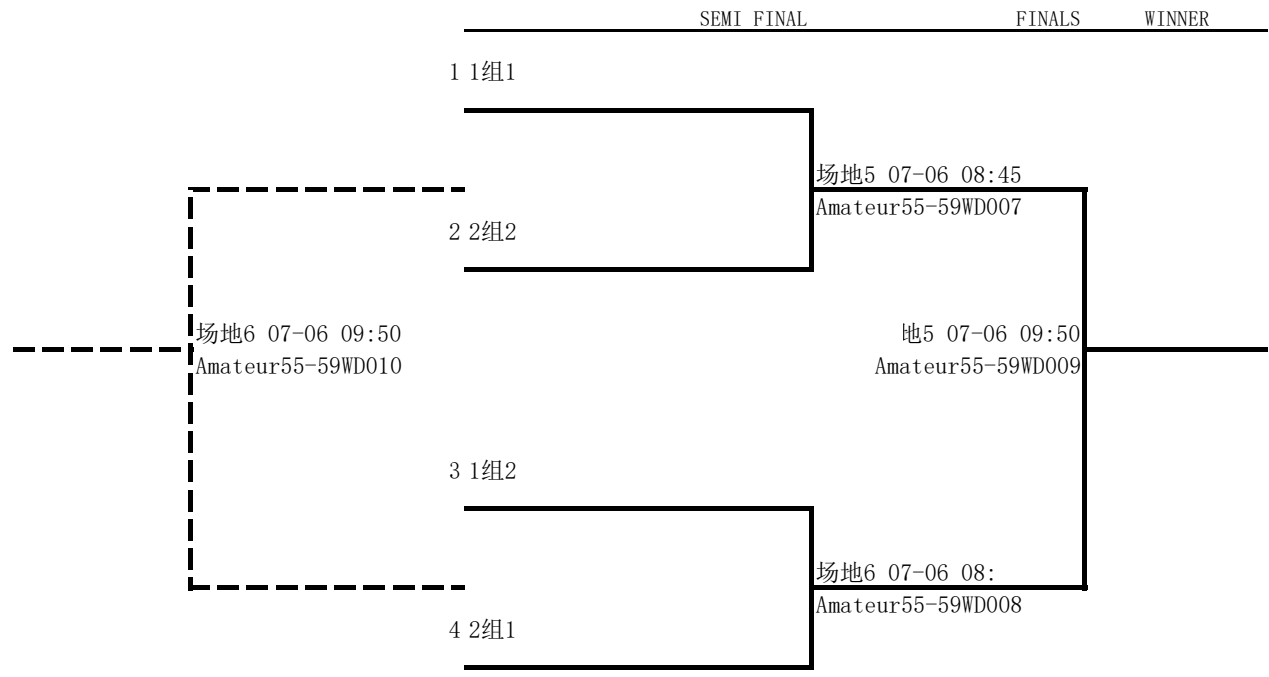 SEMI FINAL FINALS WINNER
1 1组1
场地5 07-06 08:45
Amateur55-59WD007
2 2组2
场地6 07-06 09:50
Amateur55-59WD010
地5 07-06 09:50
Amateur55-59WD009
3 1组2
场地6 07-06 08:
Amateur55-59WD008
4 2组1